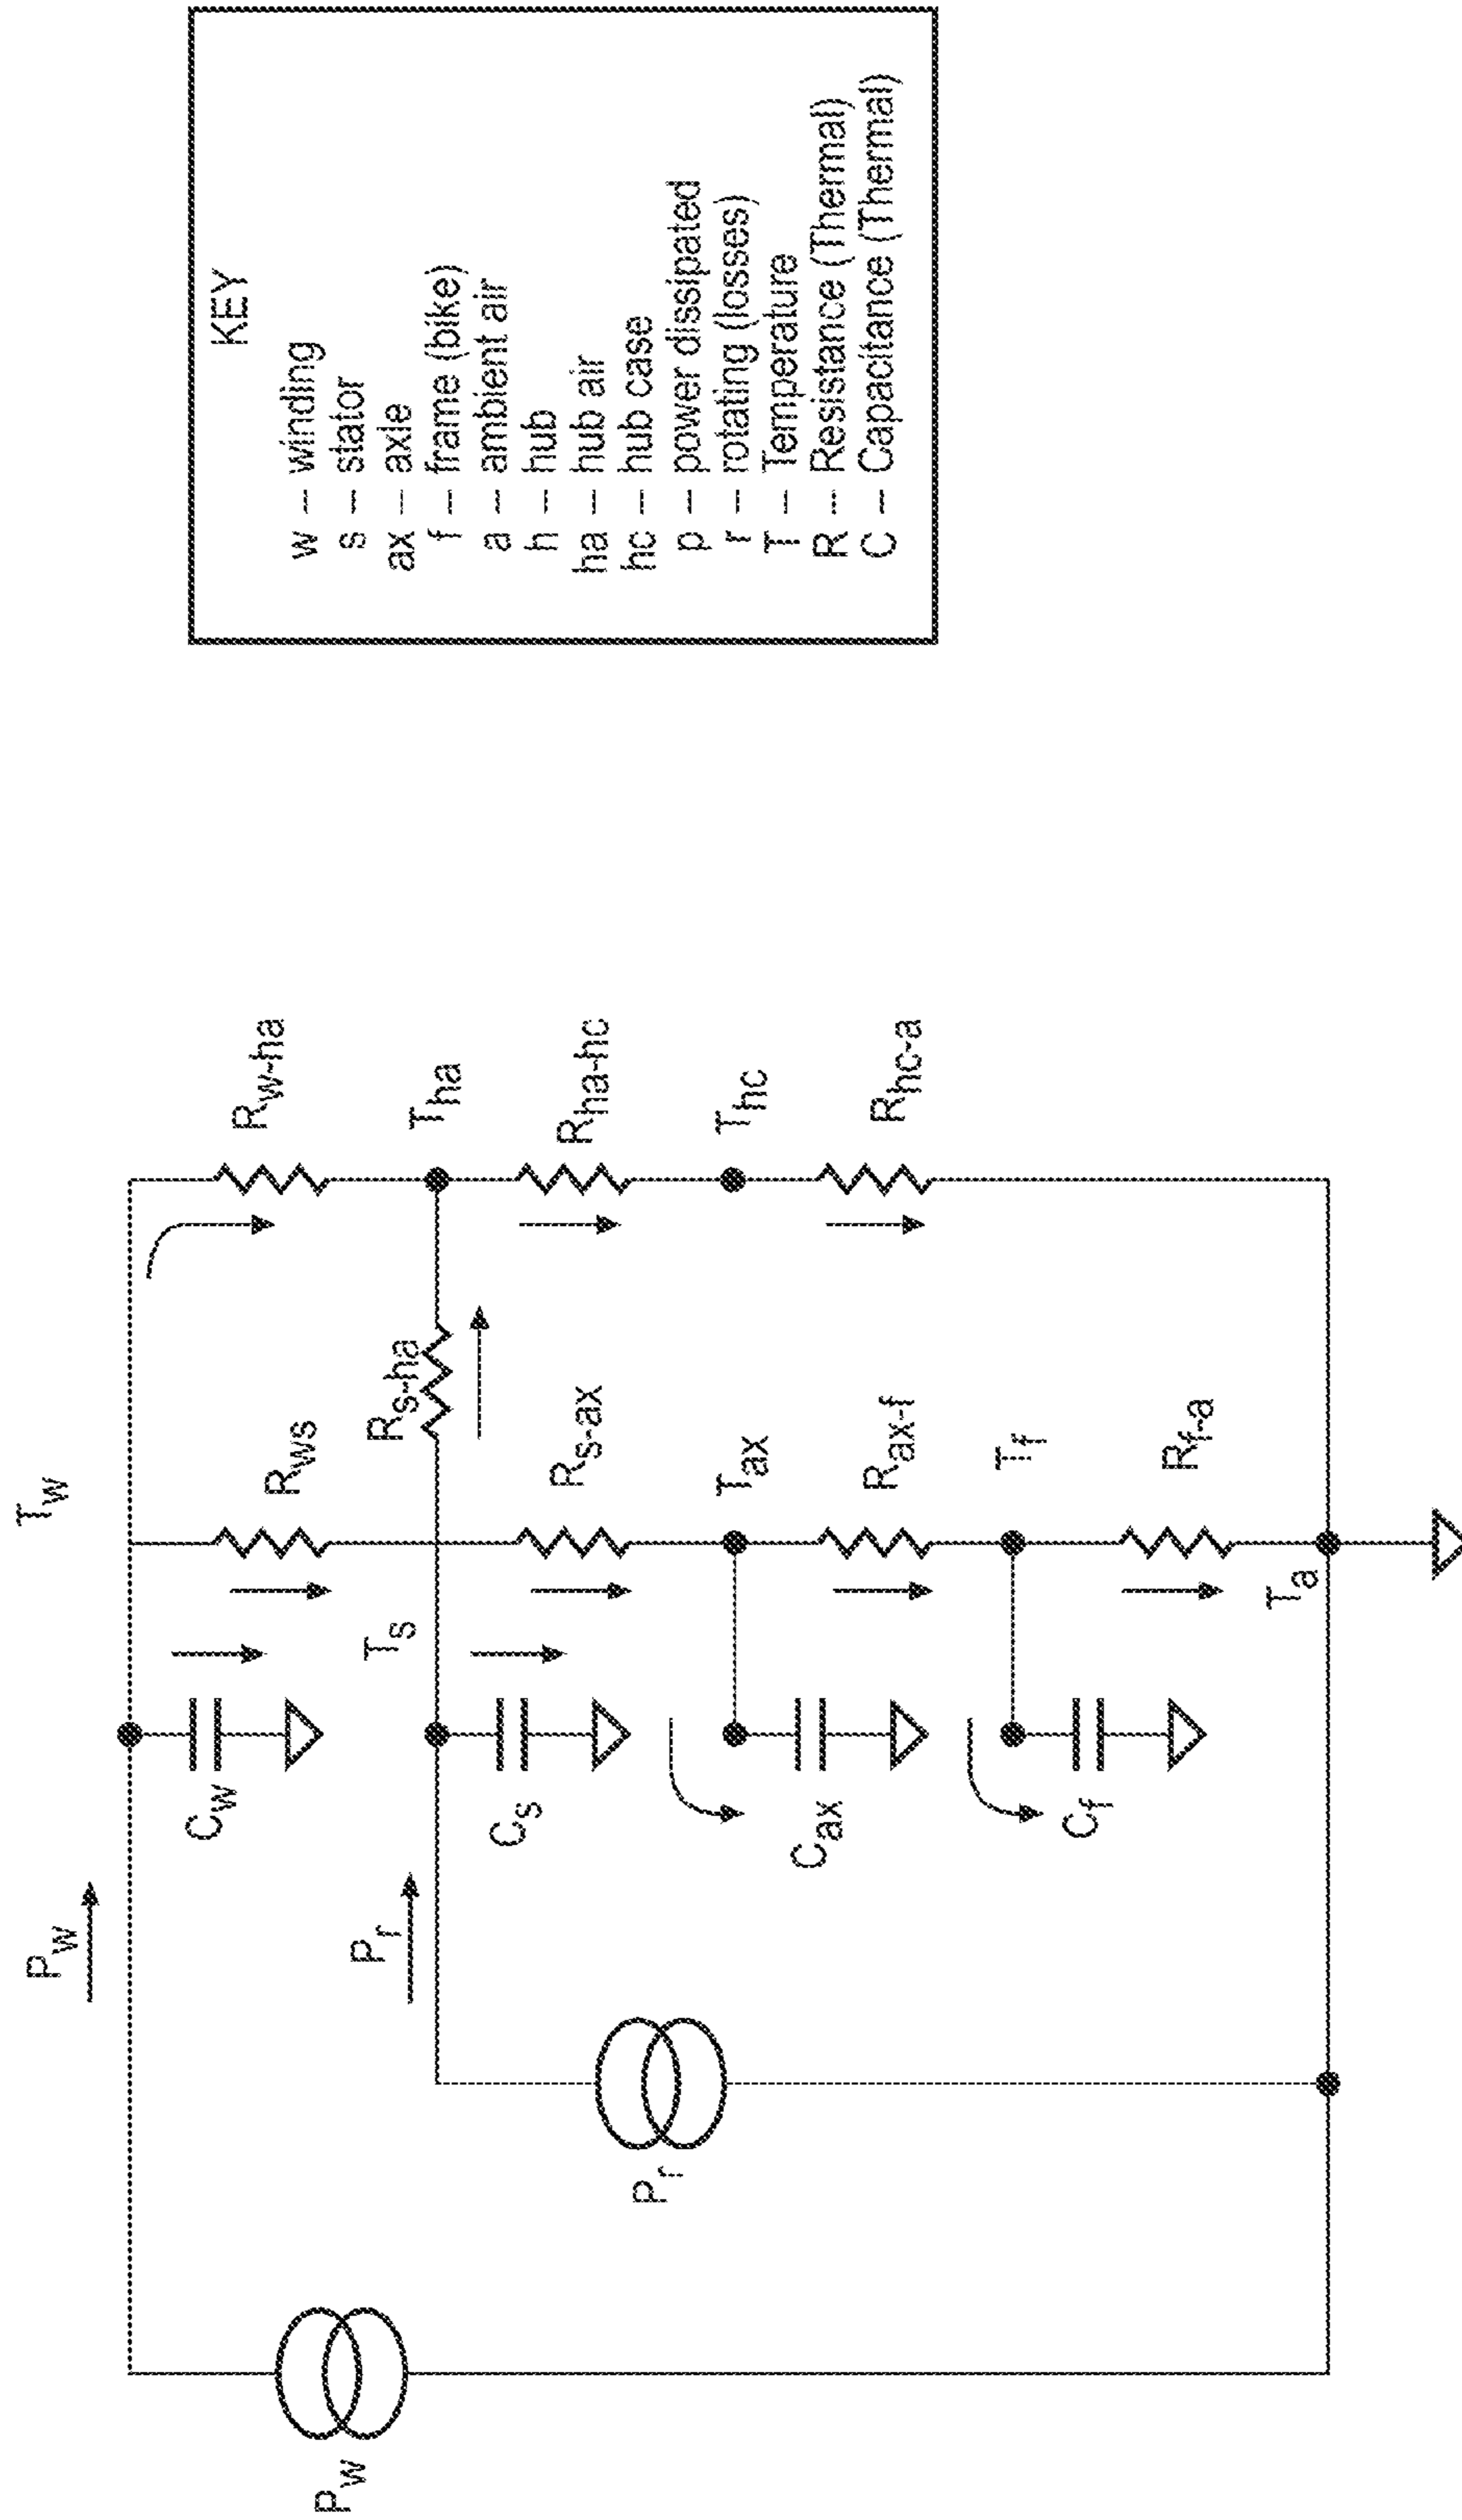 P_w
P_w
T_w
C_w
R_ws
R_w-ha
P_r
P_r
T_s
C_s
R_s-ha
T_ha
R_s-ax
R_ha-hc
C_ax
T_ax
T_hc
R_ax-f
R_hc-a
C_f
T_f
R_f-a
T_a
KEY
w -- winding
s -- stator
ax -- axle
f -- frame (bike)
a -- ambient air
h -- hub
ha -- hub air
hc -- hub case
p -- power dissipated
r -- rotating (losses)
T -- Temperature
R -- Resistance (Thermal)
C -- Capacitance (Thermal)